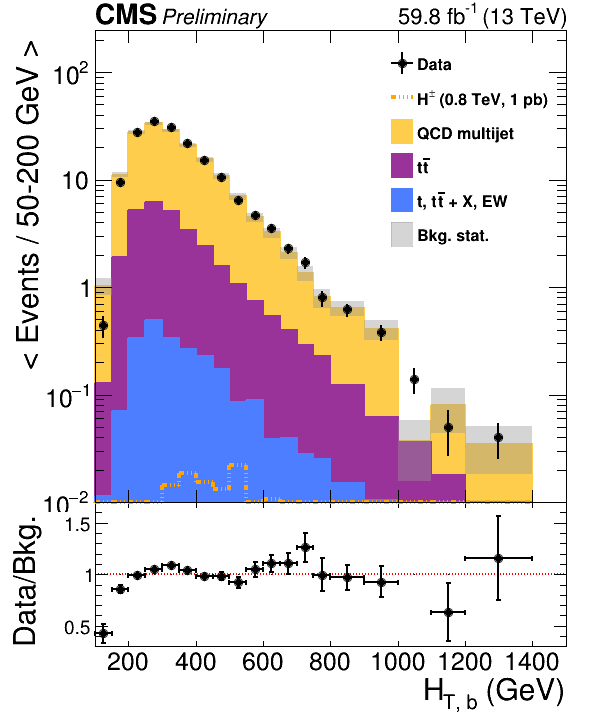 CMS Preliminary 59.8 fb⁻¹ (13 TeV)
< Events / 50-200 GeV >
10²
10
1
10⁻¹
10⁻²
Data
H± (0.8 TeV, 1 pb)
QCD multijet
tt̅
t, tt̅ + X, EW
Bkg. stat.
Data/Bkg.
1.5
1
0.5
200 400 600 800 1000 1200 1400
H_T, b (GeV)